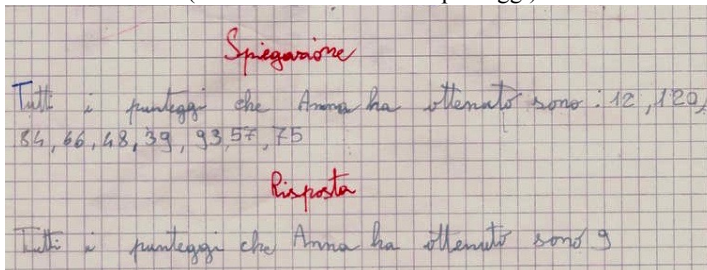 Spiegazione
Tutti i punteggi che Anna ha ottenuto sono : 12, 120,
84, 66, 48, 39, 93, 57, 75
Risposta
Tutti i punteggi che Anna ha ottenuto sono 9